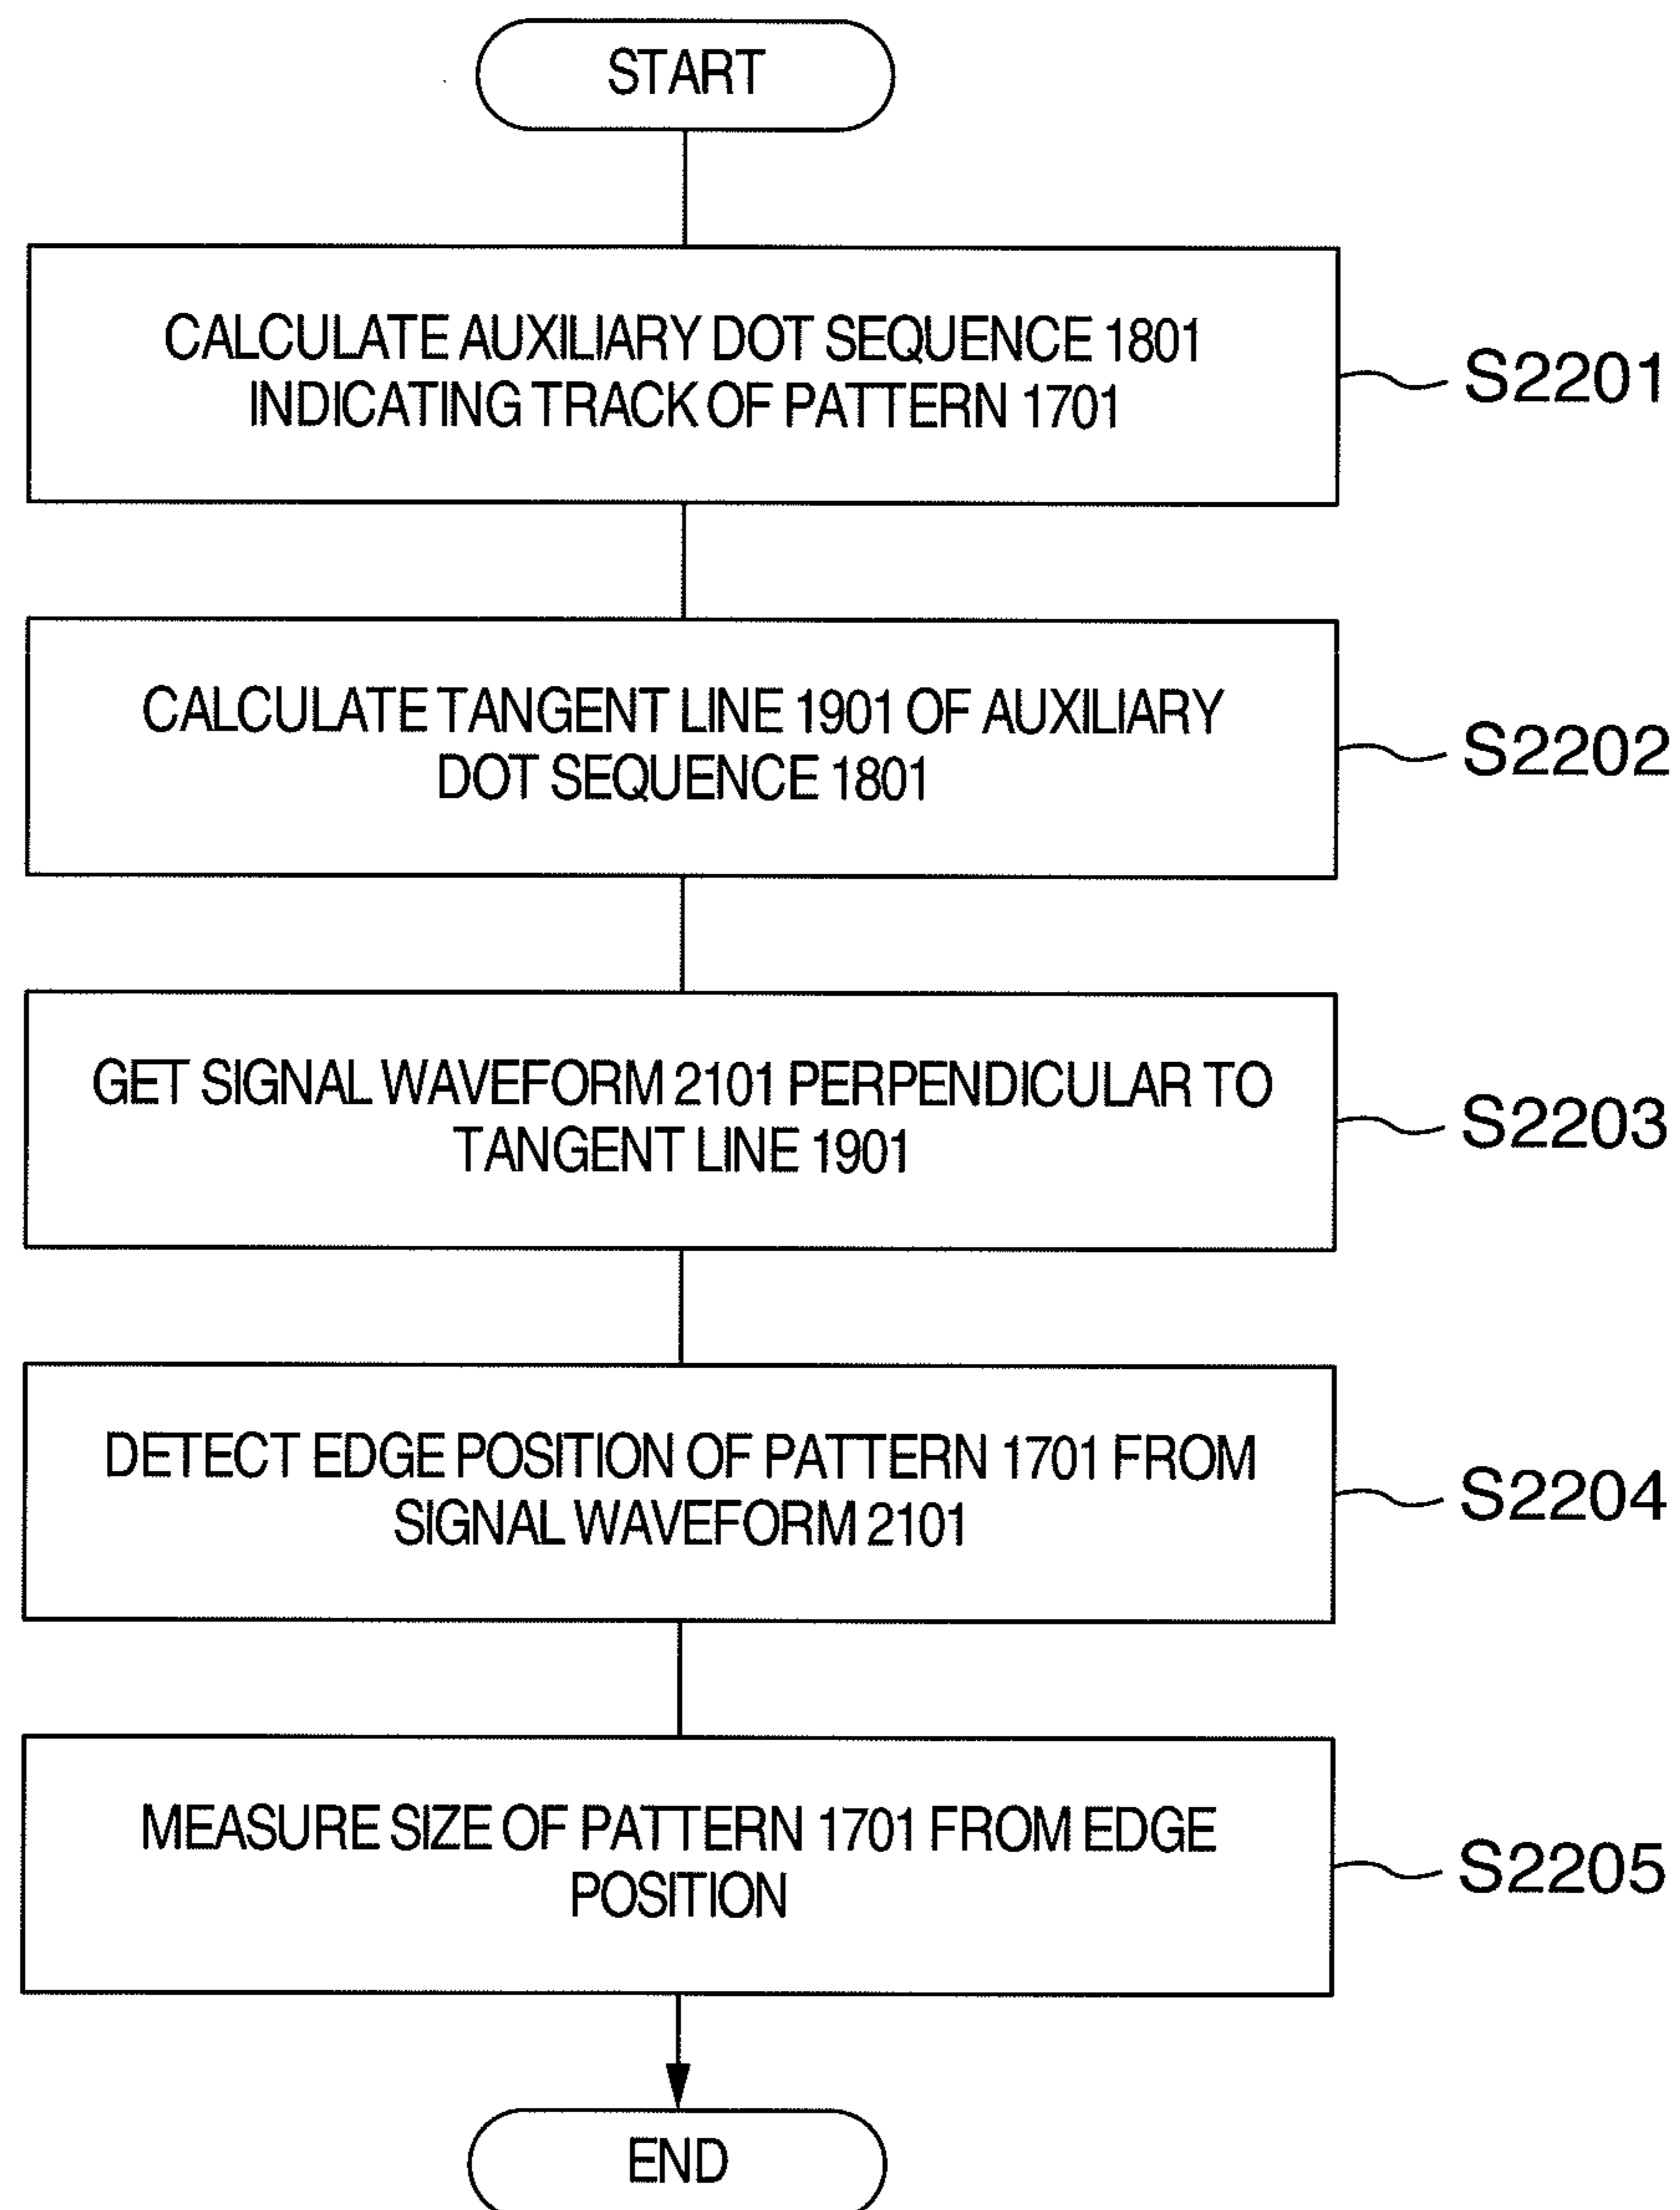 START
CALCULATE AUXILIARY DOT SEQUENCE 1801
INDICATING TRACK OF PATTERN 1701
S2201
CALCULATE TANGENT LINE 1901 OF AUXILIARY
DOT SEQUENCE 1801
S2202
GET SIGNAL WAVEFORM 2101 PERPENDICULAR TO
TANGENT LINE 1901
S2203
DETECT EDGE POSITION OF PATTERN 1701 FROM
SIGNAL WAVEFORM 2101
S2204
MEASURE SIZE OF PATTERN 1701 FROM EDGE
POSITION
S2205
END